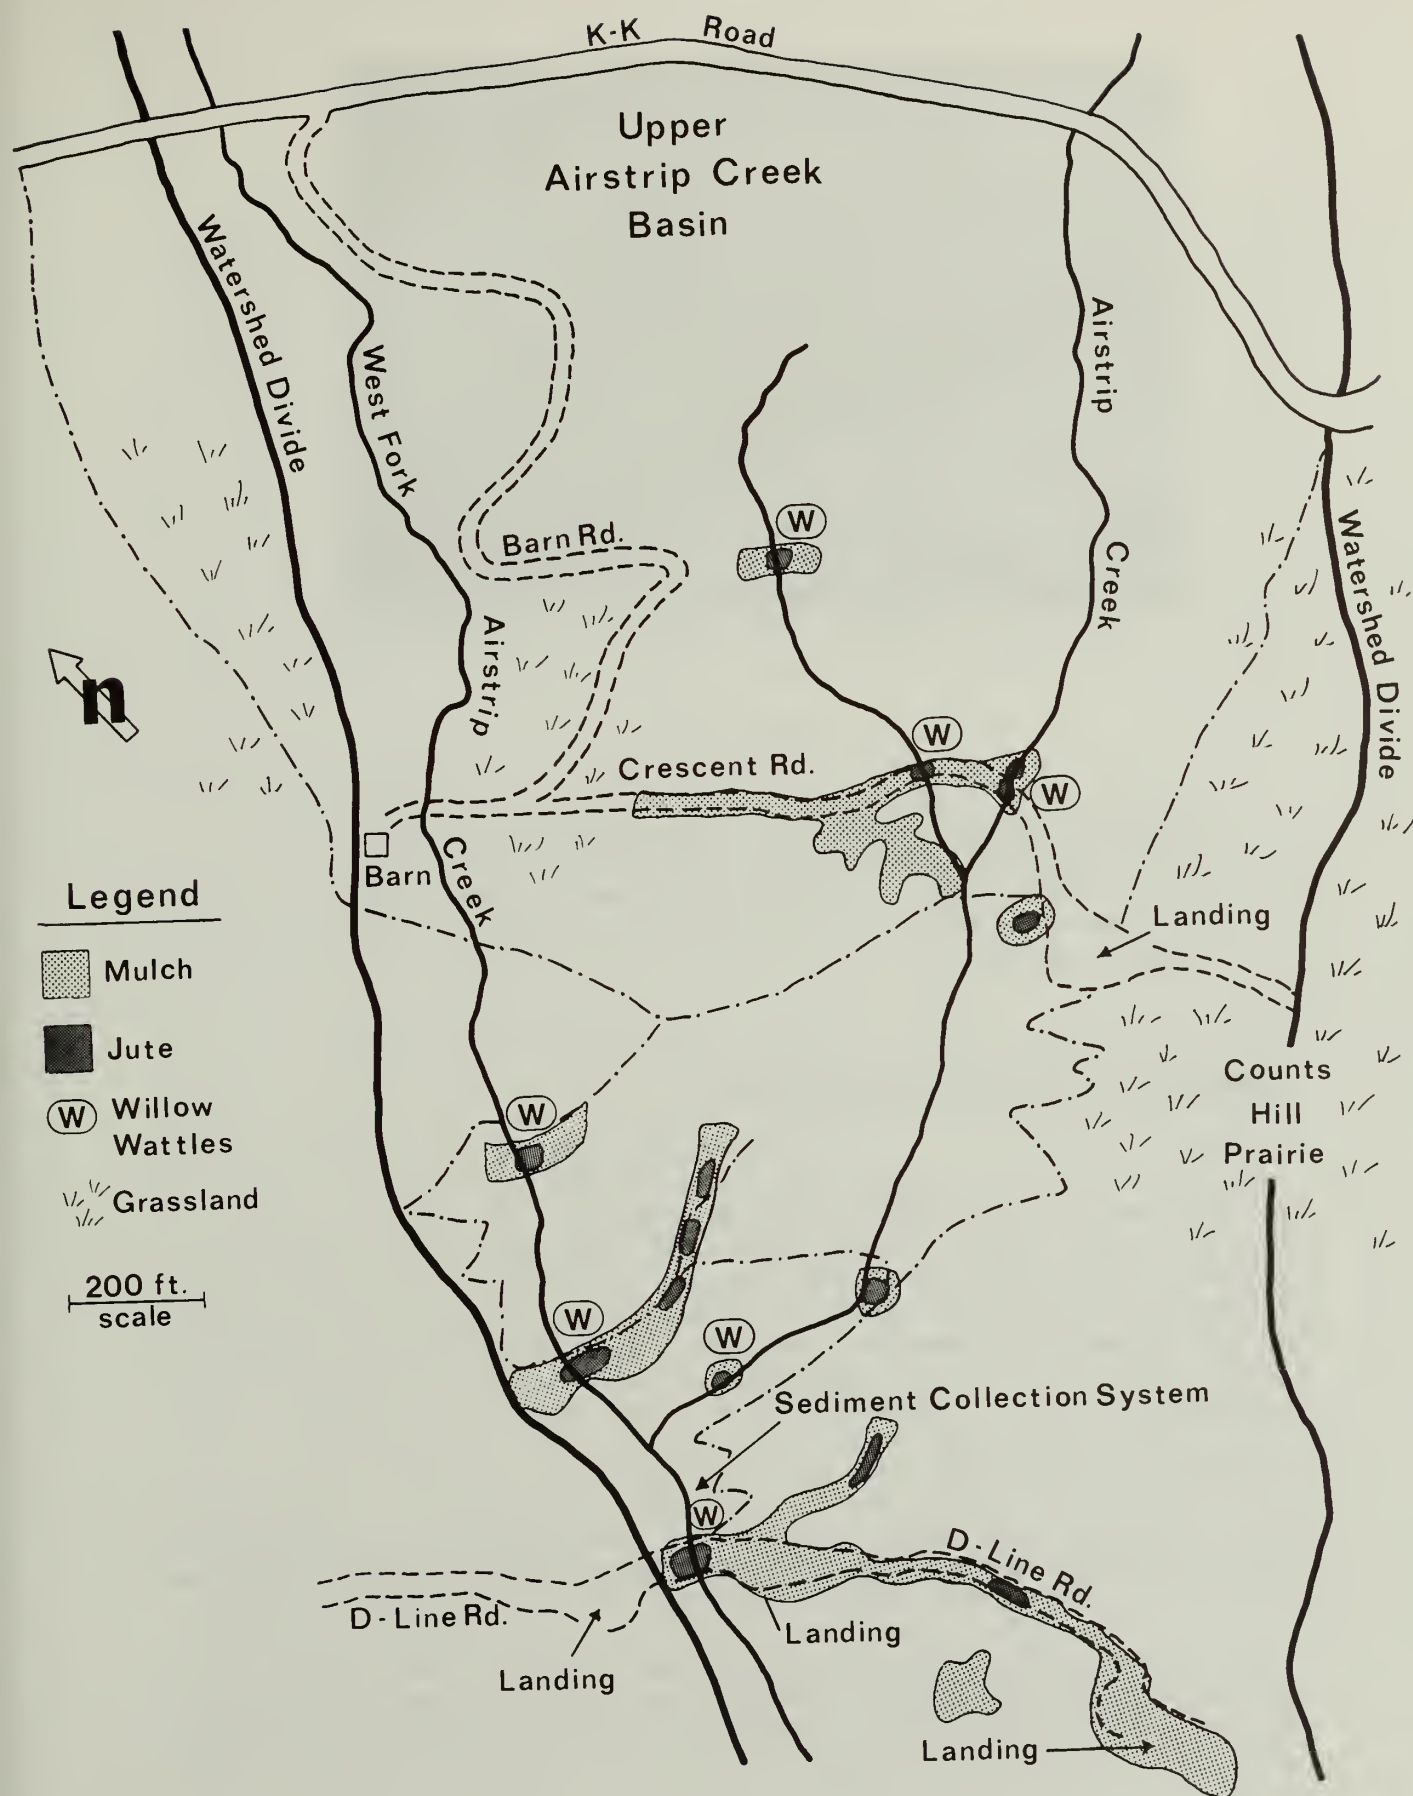 K-K Road
Upper
Airstrip Creek
Basin
Watershed Divide
West Fork
Airstrip
Creek
Airstrip
Creek
Watershed Divide
W
Barn Rd.
n
W
Crescent Rd.
W
Barn
Landing
Legend
Mulch
Jute
W Willow
Wattles
Grassland
200 ft.
scale
Counts
Hill
Prairie
W
W
W
Sediment Collection System
W
D-Line Rd.
D-Line Rd.
Landing
Landing
Landing